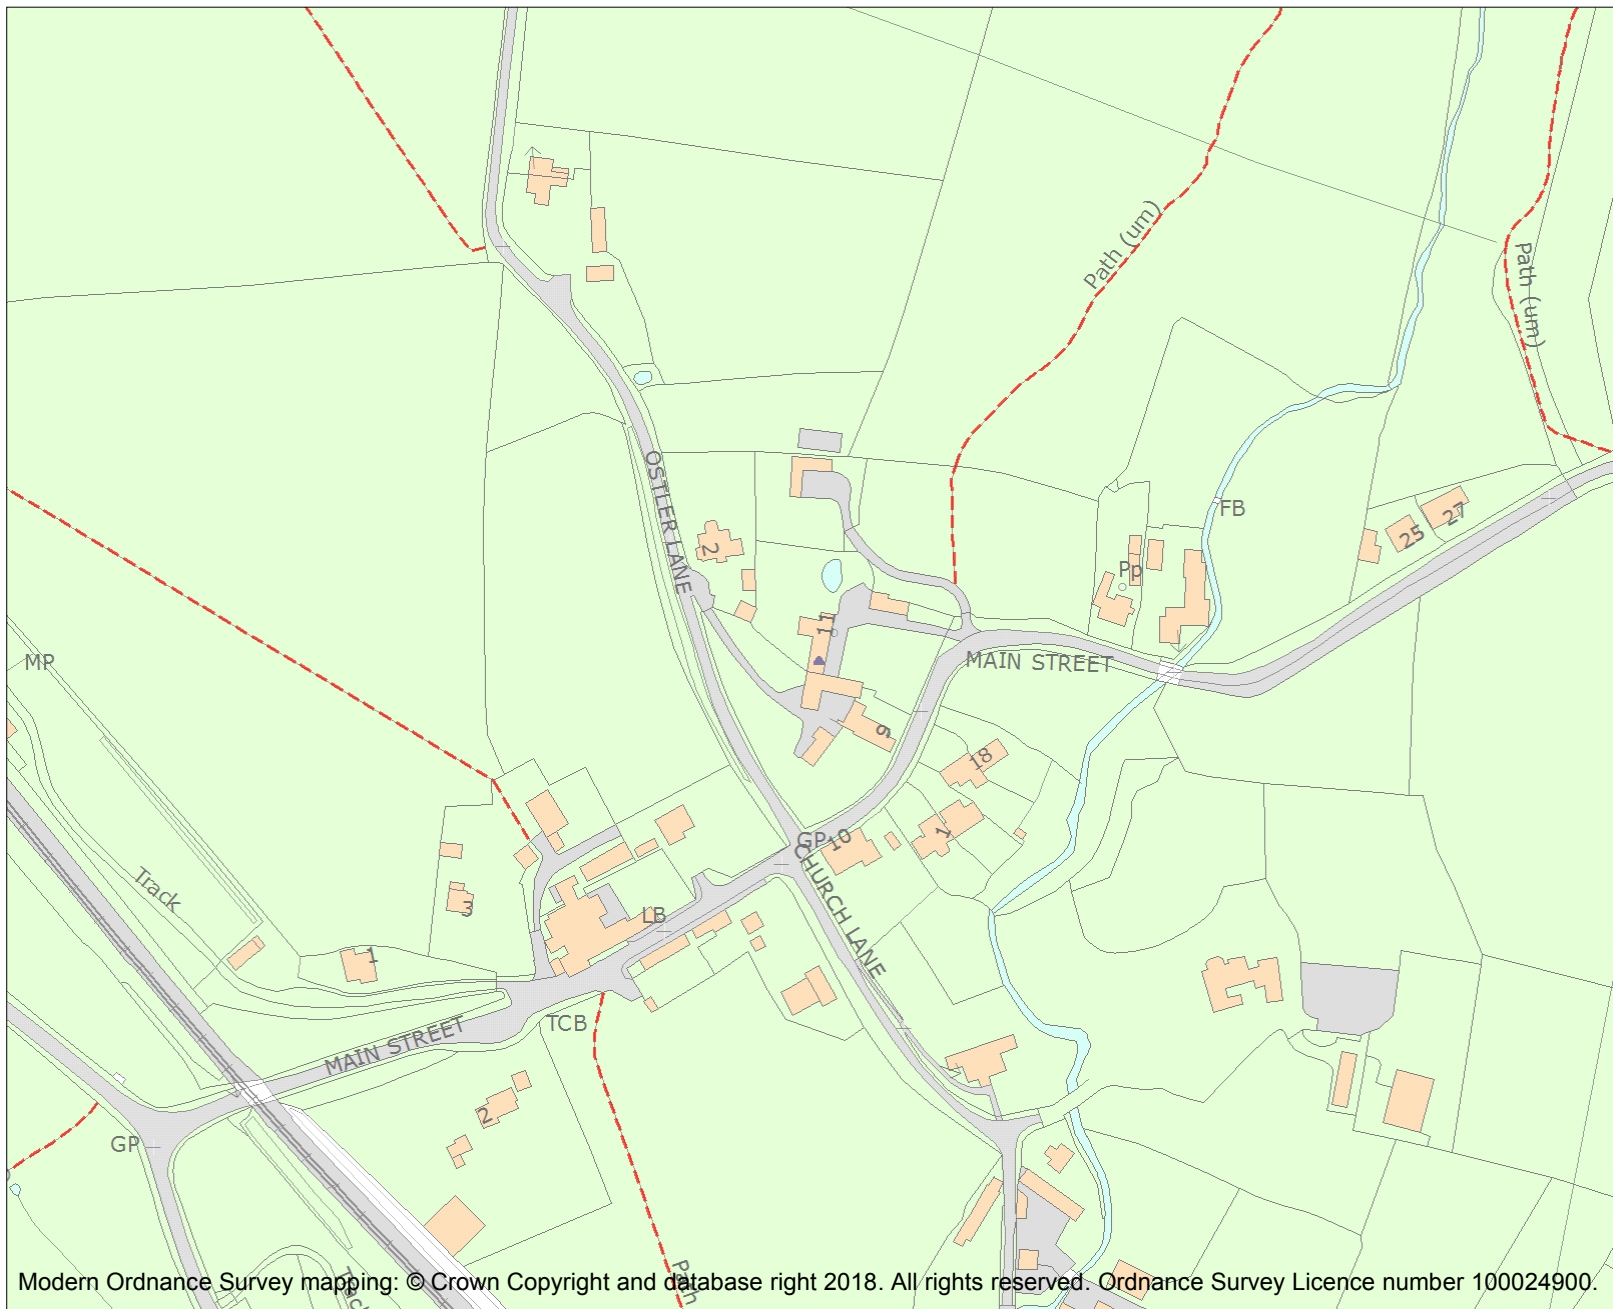 Path (um)
Path (um)
OSTLER LANE
FB
27
25
2
Pp
11
MAIN STREET
MP
9
18
1
GP
10
Track
CHURCH LANE
3
LB
1
TCB
MAIN STREET
2
GP
Path
Modern Ordnance Survey mapping: © Crown Copyright and database right 2018. All rights reserved. Ordnance Survey Licence number 100024900.